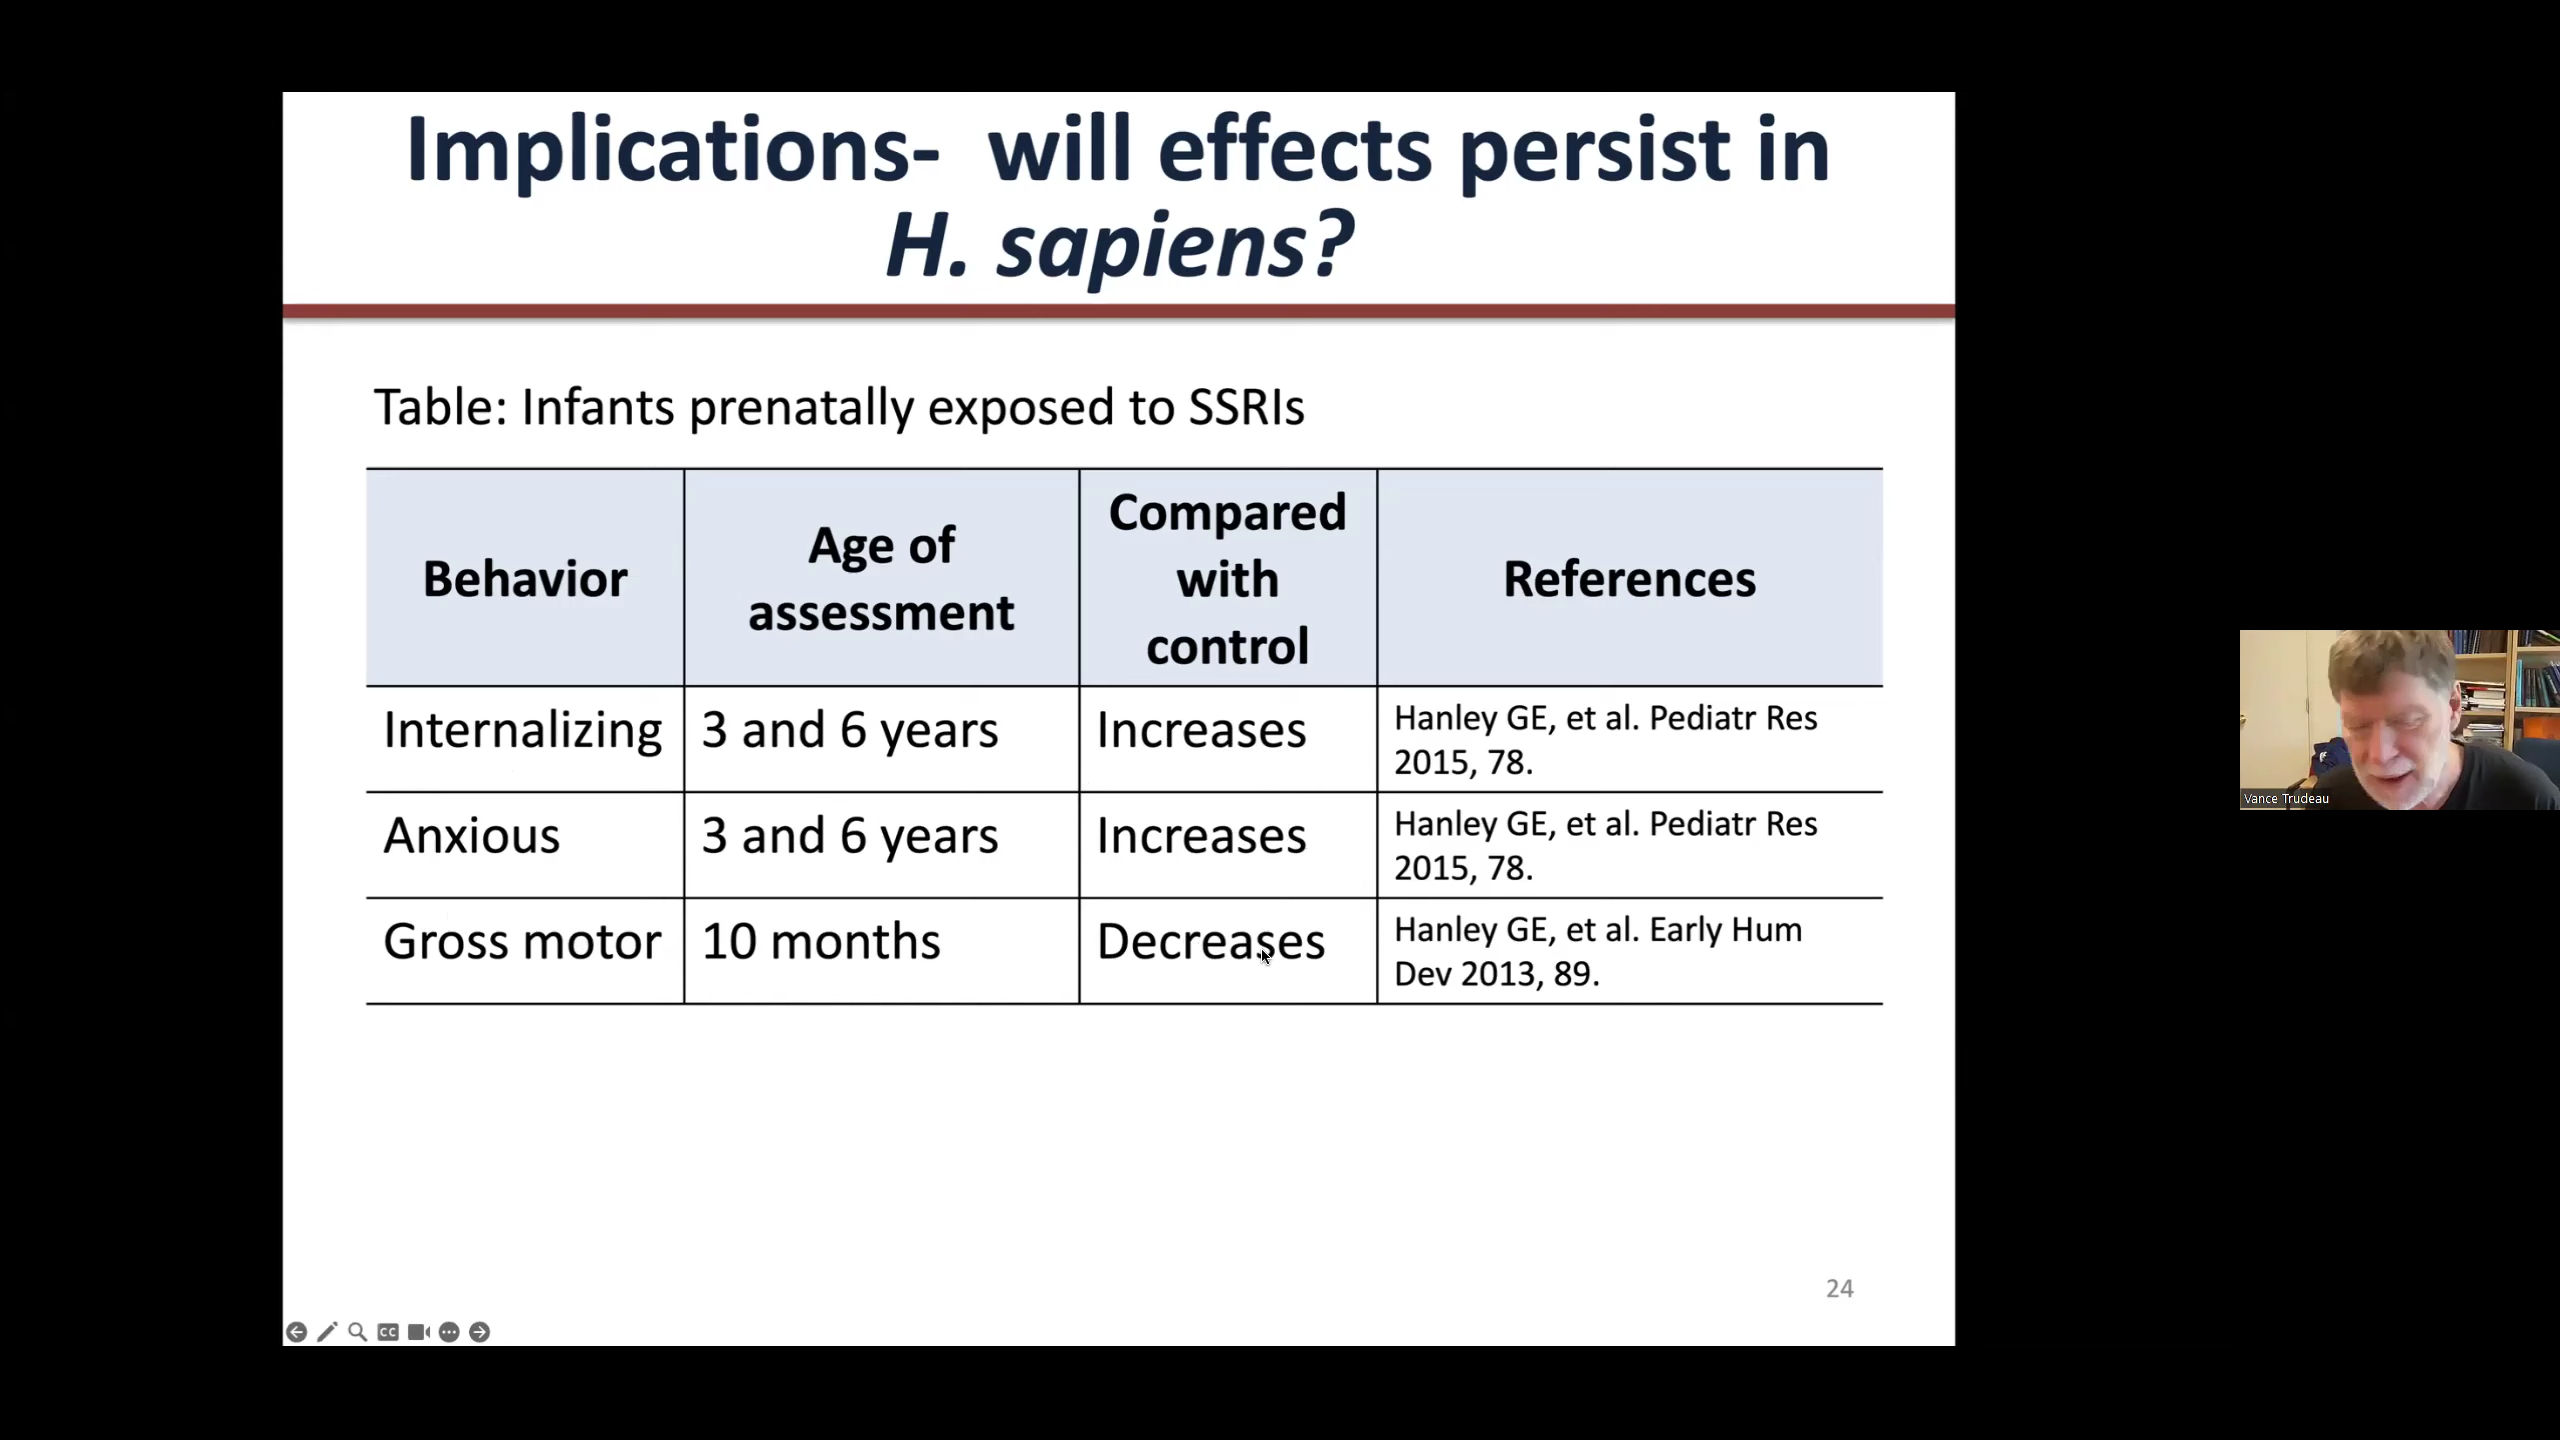 Implications-  will effects persist in
H. sapiens?
Table: Infants prenatally exposed to SSRIs
Behavior
Age of
assessment
Compared
with
control
References
Internalizing
3 and 6 years
Increases
Hanley GE, et al. Pediatr Res
2015, 78.
Anxious
3 and 6 years
Increases
Hanley GE, et al. Pediatr Res
2015, 78.
Gross motor
10 months
Decreases
Hanley GE, et al. Early Hum
Dev 2013, 89.
24
CC
Vance Trudeau